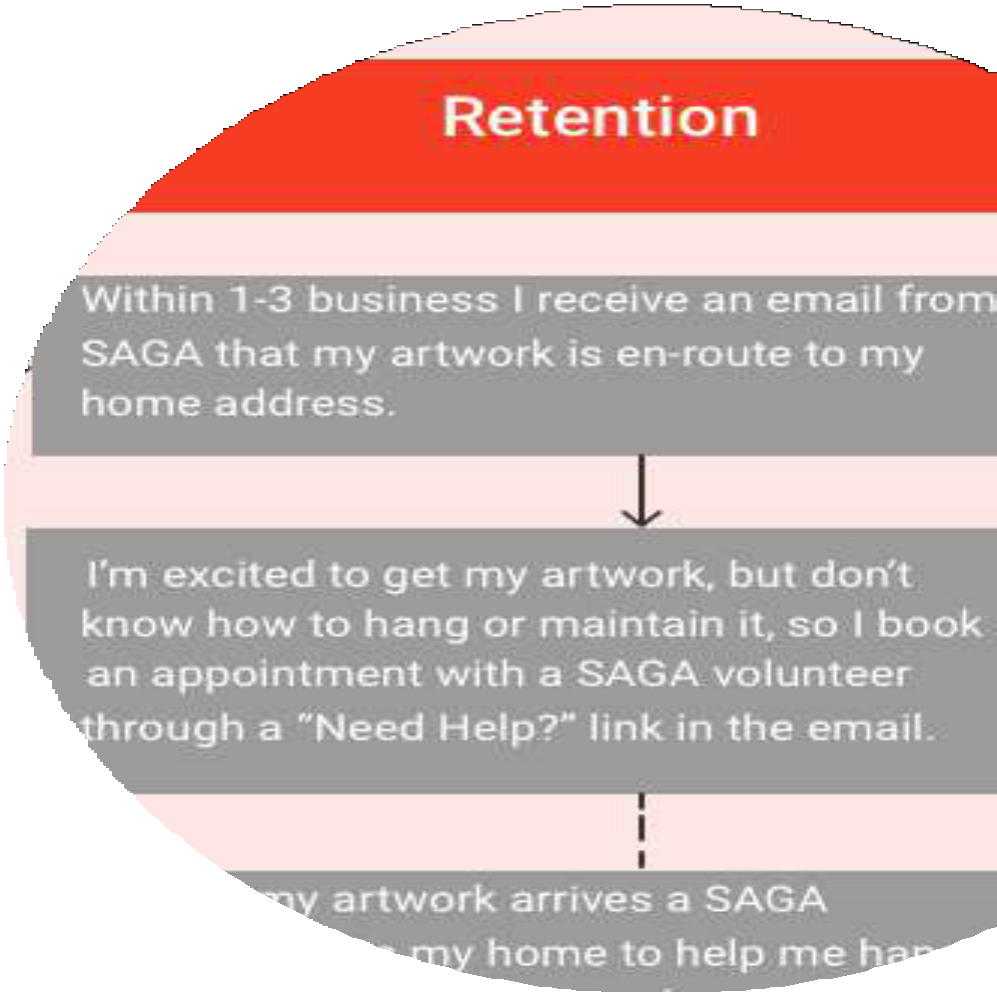 Retention
Within 1-3 business I receive an email from
SAGA that my artwork is en-route to my
home address.
I’m excited to get my artwork, but don’t
know how to hang or maintain it, so I book
an appointment with a SAGA volunteer
through a “Need Help?” link in the email.
my artwork arrives a SAGA
my home to help me